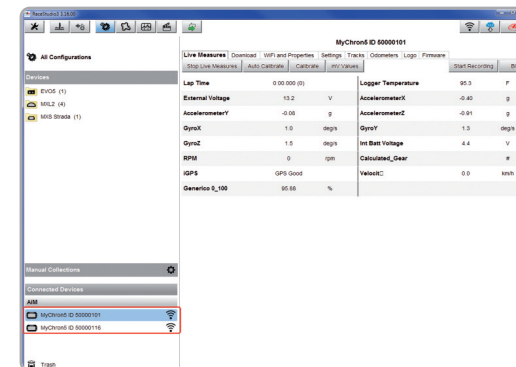 RaceStudio3 3.16.00
MyChron5 ID 50000101
All Configurations
Live Measures Download WiFi and Properties Settings Tracks Odometers Logo Firmware
Stop Live Measures Auto Calibrate Calibrate mV Values Start Recording
Devices
EVO5 (1)
MXL2 (4)
MXS Strada (1)
Lap Time 0:00.000 (0) Logger Temperature 95.3 F
External Voltage 13.2 V AccelerometerX -0.40 g
AccelerometerY -0.08 g AccelerometerZ -0.91 g
GyroX 1.0 deg/s GyroY 1.3 deg/s
GyroZ 1.5 deg/s Int Batt Voltage 4.4 V
RPM 0 rpm Calculated_Gear #
iGPS GPS Good Velocit□ 0.0 km/h
Generico 0_100 95.88 %
Manual Collections
Connected Devices
AIM
MyChron5 ID 50000101
MyChron5 ID 50000116
Trash